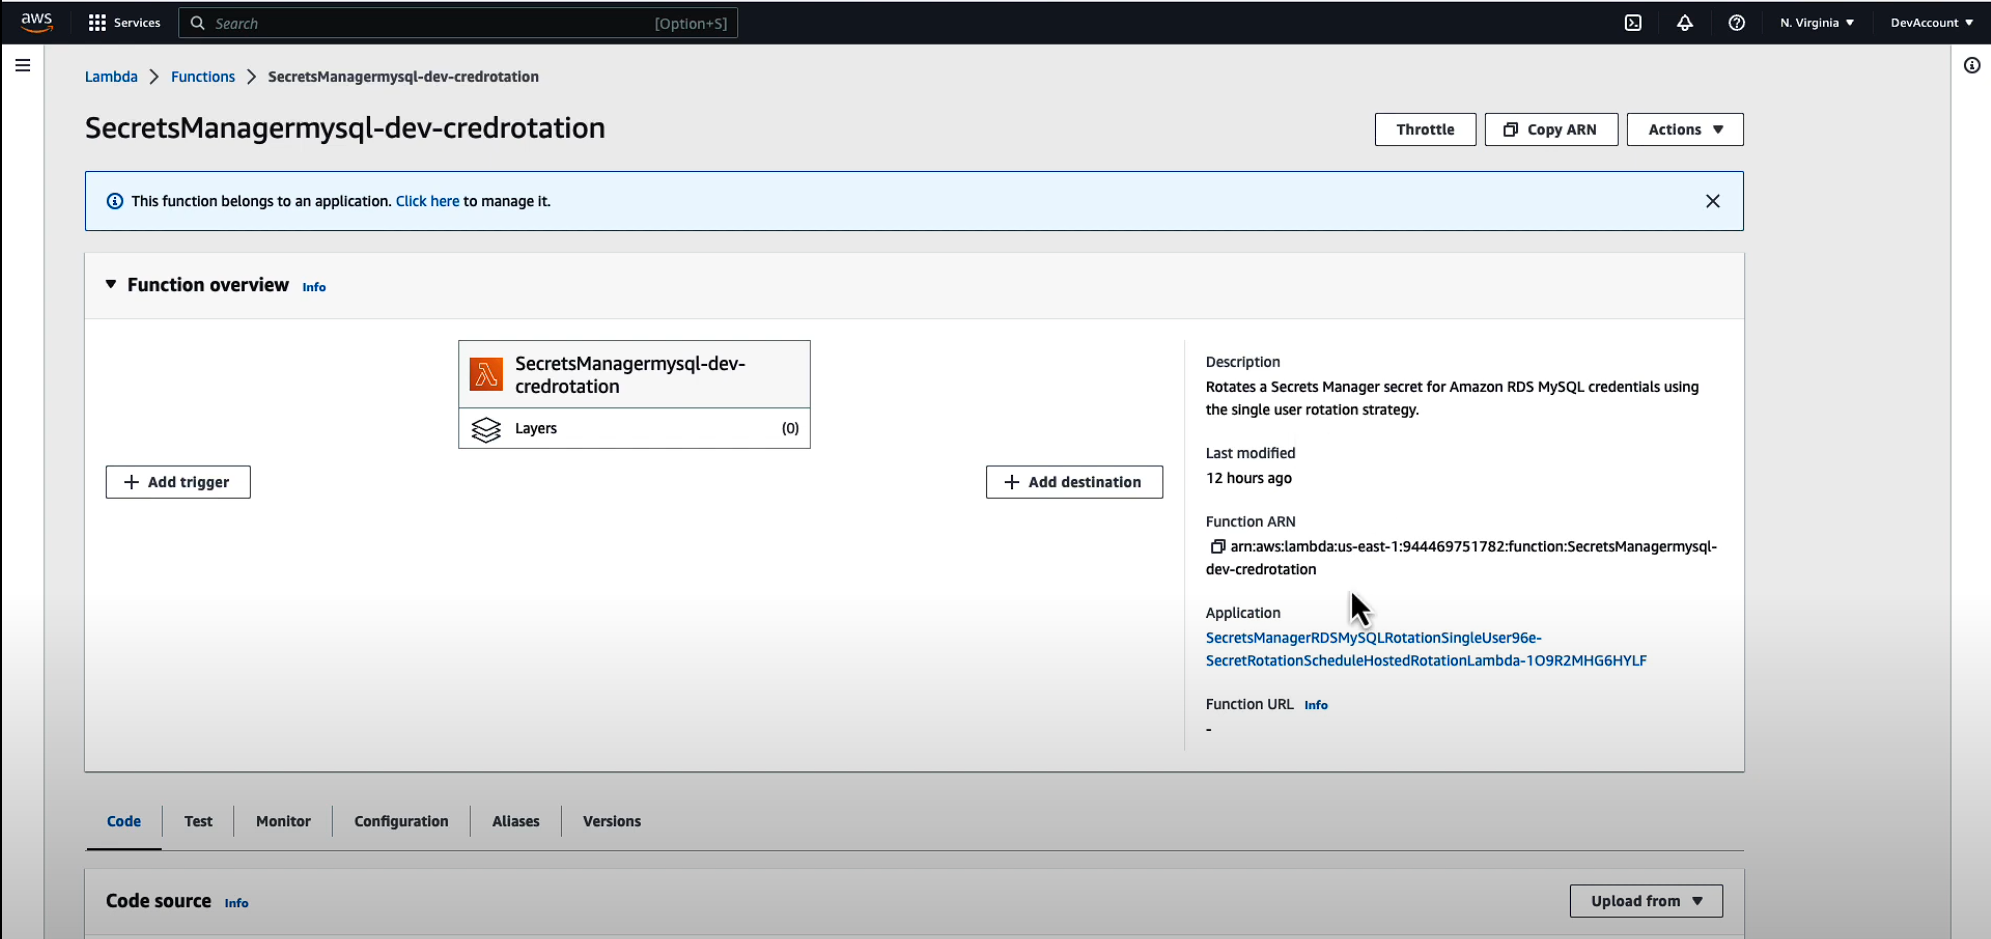 aws
Services
Search
[Option+S]
N. Virginia
DevAccount
Lambda
Functions
SecretsManagermysql-dev-credrotation
SecretsManagermysql-dev-credrotation
Throttle
Copy ARN
Actions
This function belongs to an application. Click here to manage it.
Function overview Info
SecretsManagermysql-dev-
credrotation
Layers
(0)
+ Add trigger
+ Add destination
Description
Rotates a Secrets Manager secret for Amazon RDS MySQL credentials using
the single user rotation strategy.
Last modified
12 hours ago
Function ARN
arn:aws:lambda:us-east-1:944469751782:function:SecretsManagermysql-
dev-credrotation
Application
SecretsManagerRDSMySQLRotationSingleUser96e-
SecretRotationScheduleHostedRotationLambda-1O9R2MHG6HYLF
Function URL Info
-
Code
Test
Monitor
Configuration
Aliases
Versions
Code source Info
Upload from